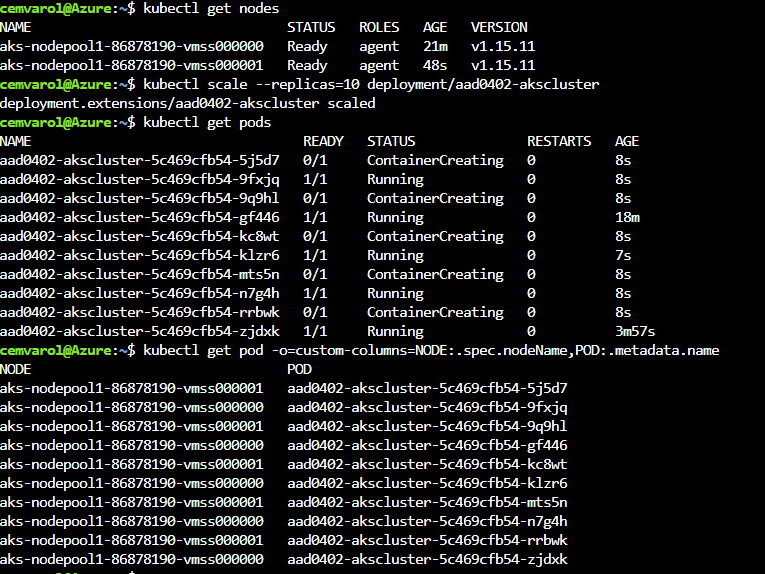 cemvarol@Azure:~$ kubectl get nodes
NAME STATUS ROLES AGE VERSION
aks-nodepool1-86878190-vmss000000 Ready agent 21m v1.15.11
aks-nodepool1-86878190-vmss000001 Ready agent 48s v1.15.11
cemvarol@Azure:~$ kubectl scale --replicas=10 deployment/aad0402-akscluster
deployment.extensions/aad0402-akscluster scaled
cemvarol@Azure:~$ kubectl get pods
NAME READY STATUS RESTARTS AGE
aad0402-akscluster-5c469cfb54-5j5d7 0/1 ContainerCreating 0 8s
aad0402-akscluster-5c469cfb54-9fxjq 1/1 Running 0 8s
aad0402-akscluster-5c469cfb54-9q9hl 0/1 ContainerCreating 0 8s
aad0402-akscluster-5c469cfb54-gf446 1/1 Running 0 18m
aad0402-akscluster-5c469cfb54-kc8wt 0/1 ContainerCreating 0 8s
aad0402-akscluster-5c469cfb54-klzr6 1/1 Running 0 7s
aad0402-akscluster-5c469cfb54-mts5n 0/1 ContainerCreating 0 8s
aad0402-akscluster-5c469cfb54-n7g4h 1/1 Running 0 8s
aad0402-akscluster-5c469cfb54-rrbwk 0/1 ContainerCreating 0 8s
aad0402-akscluster-5c469cfb54-zjdxk 1/1 Running 0 3m57s
cemvarol@Azure:~$ kubectl get pod -o=custom-columns=NODE:.spec.nodeName,POD:.metadata.name
NODE POD
aks-nodepool1-86878190-vmss000001 aad0402-akscluster-5c469cfb54-5j5d7
aks-nodepool1-86878190-vmss000000 aad0402-akscluster-5c469cfb54-9fxjq
aks-nodepool1-86878190-vmss000001 aad0402-akscluster-5c469cfb54-9q9hl
aks-nodepool1-86878190-vmss000000 aad0402-akscluster-5c469cfb54-gf446
aks-nodepool1-86878190-vmss000001 aad0402-akscluster-5c469cfb54-kc8wt
aks-nodepool1-86878190-vmss000000 aad0402-akscluster-5c469cfb54-klzr6
aks-nodepool1-86878190-vmss000001 aad0402-akscluster-5c469cfb54-mts5n
aks-nodepool1-86878190-vmss000000 aad0402-akscluster-5c469cfb54-n7g4h
aks-nodepool1-86878190-vmss000001 aad0402-akscluster-5c469cfb54-rrbwk
aks-nodepool1-86878190-vmss000000 aad0402-akscluster-5c469cfb54-zjdxk